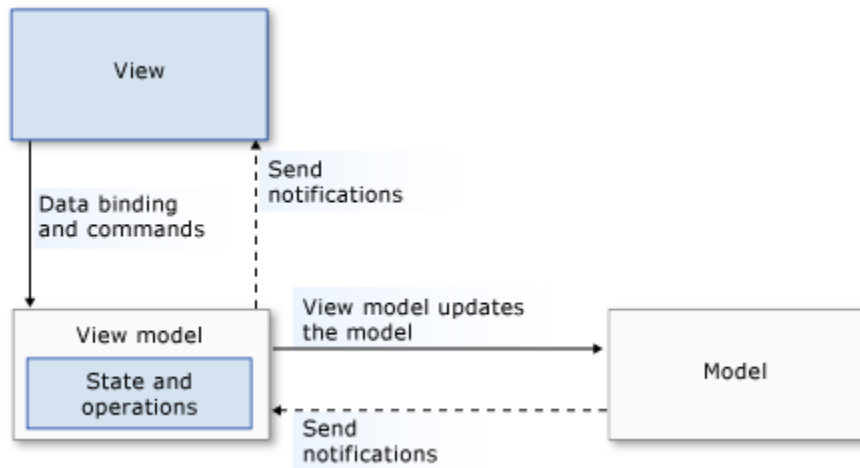 View
Send
notifications
Data binding
and commands
View model updates
the model
View model
State and
operations
Model
Send
notifications